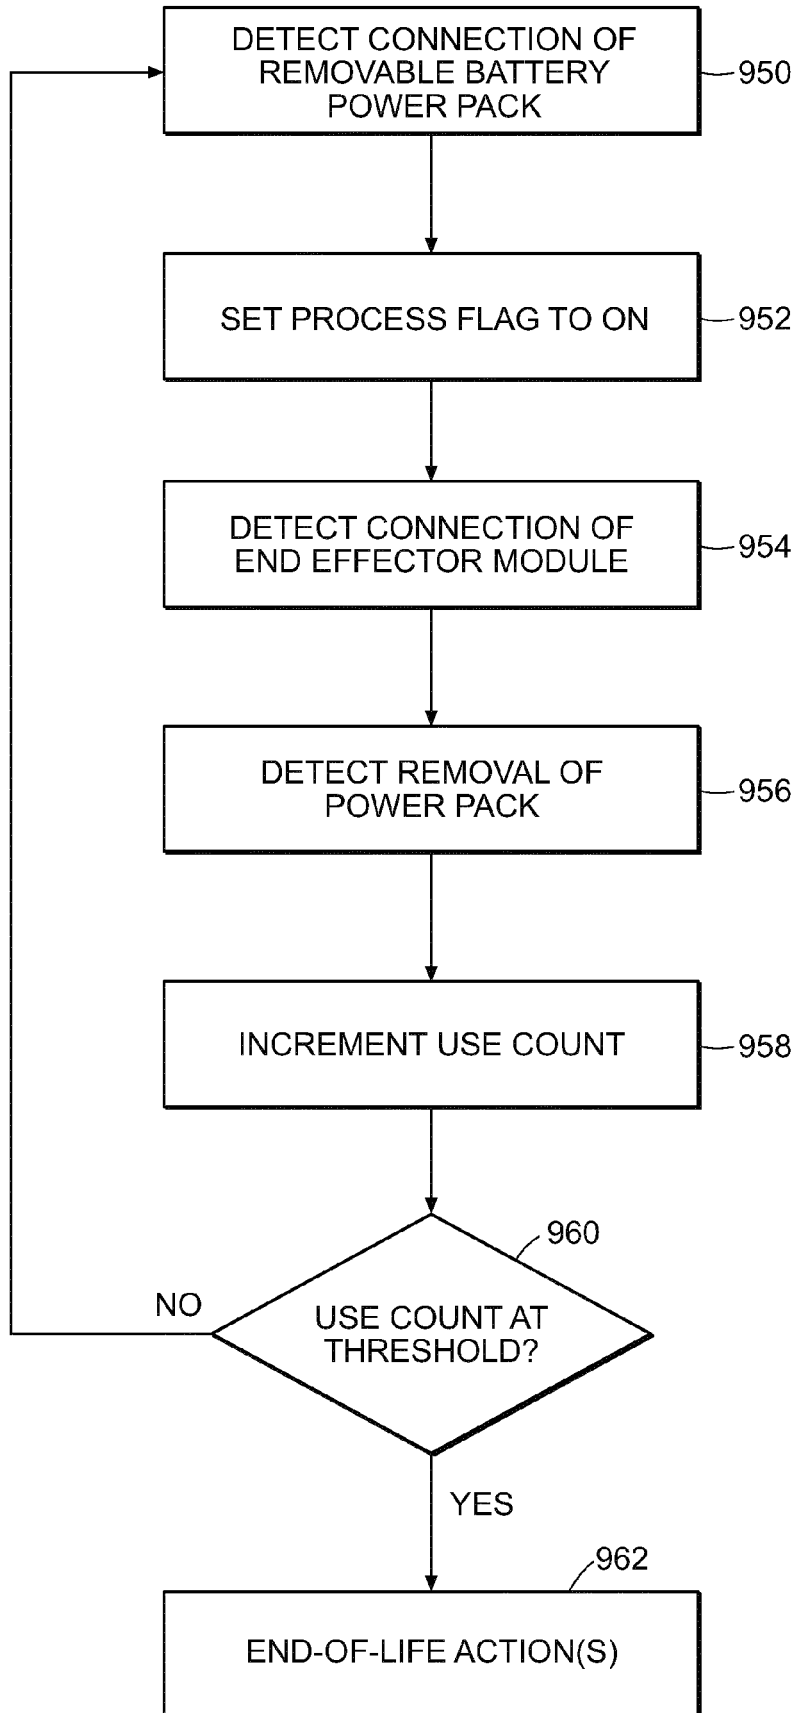 DETECT CONNECTION OF
REMOVABLE BATTERY
POWER PACK
950
SET PROCESS FLAG TO ON
952
DETECT CONNECTION OF
END EFFECTOR MODULE
954
DETECT REMOVAL OF
POWER PACK
956
INCREMENT USE COUNT
958
960
NO
USE COUNT AT
THRESHOLD?
YES
962
END-OF-LIFE ACTION(S)